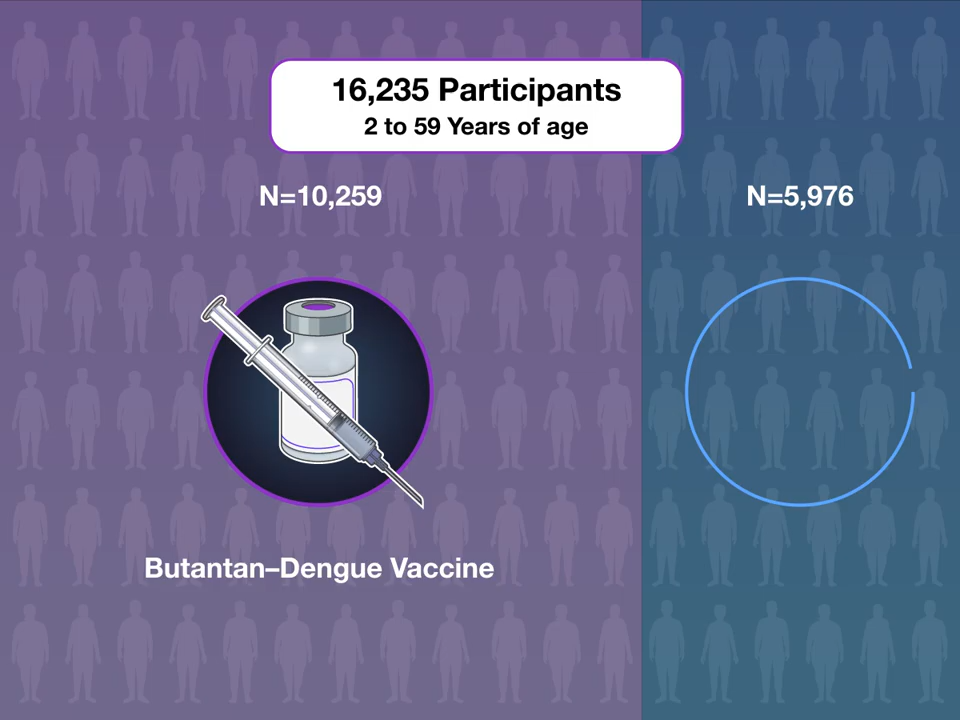 16,235 Participants
2 to 59 Years of age
N=10,259
N=5,976
Butantan–Dengue Vaccine